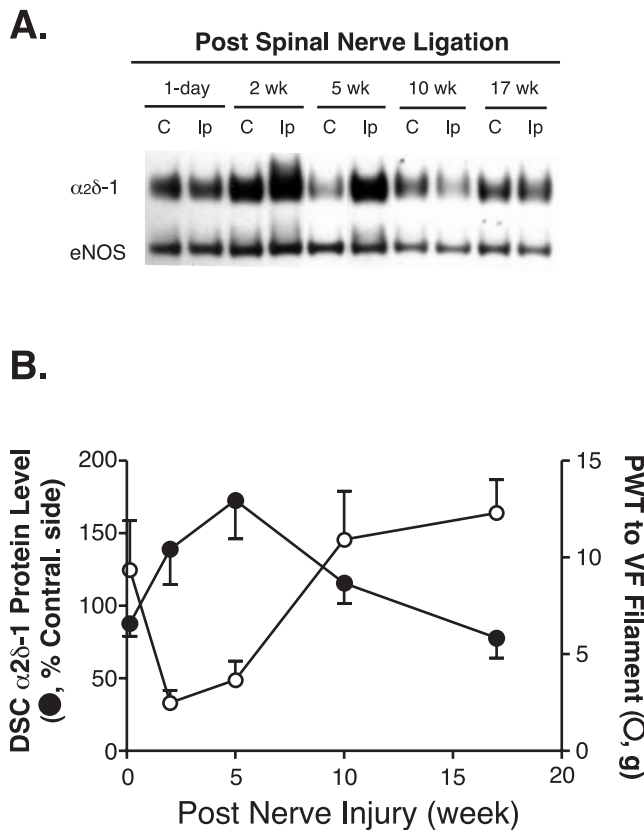 A.
Post Spinal Nerve Ligation
1-day 2 wk 5 wk 10 wk 17 wk
C Ip C Ip C Ip C Ip C Ip
α2δ-1
eNOS
B.
DSC α2δ-1 Protein Level
(●, % Contral. side)
200
150
100
50
0
15
10
5
0
PWT to VF Filament (○, g)
0 5 10 15 20
Post Nerve Injury (week)